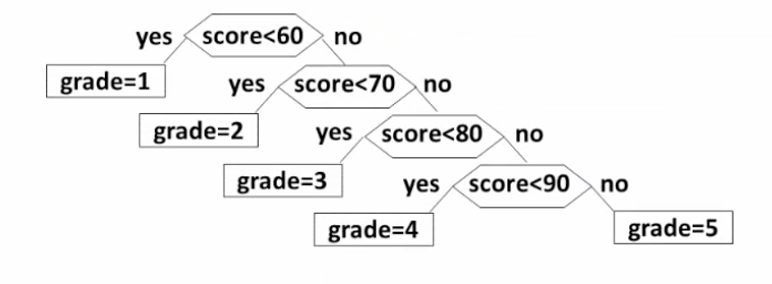 yes score<60 no
grade=1 yes score<70 no
grade=2 yes score<80 no
grade=3 yes score<90 no
grade=4 grade=5